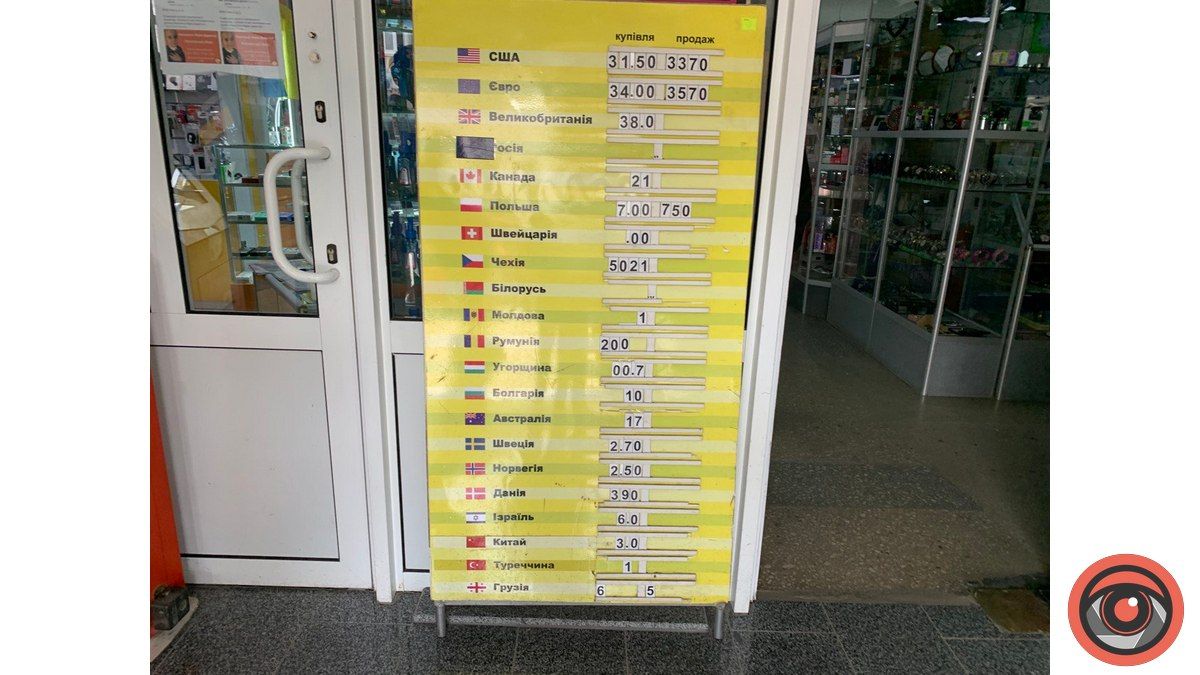 купівля продаж
США 31.50 3370
Євро 34.00 3570
Великобританія 38.0
осія
Канада 21
Польша 7.00 750
Швейцарія .00
Чехія 5021
Білорусь
Молдова 1
Румунія 200
Угорщина 00.7
Болгарія 10
Австралія 17
Швеція 2.70
Норвегія 2.50
Данія 390
Ізраїль 6.0
Китай 3.0
Туреччина 1
Грузія 6 5